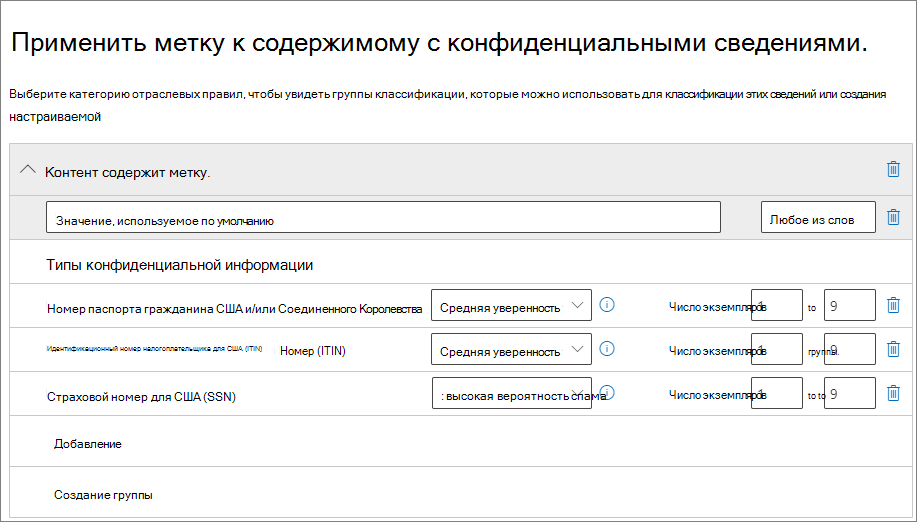 Применить метку к содержимому с конфиденциальными сведениями.
Выберите категорию отраслевых правил, чтобы увидеть группы классификации, которые можно использовать для классификации этих сведений или создания
настраиваемой
Контент содержит метку.
Значение, используемое по умолчанию Любое из слов
Типы конфиденциальной информации
Номер паспорта гражданина США и/или Соединенного Королевства Средняя уверенность Число экземпляров 1 to 9
Идентификационный номер налогоплательщика для США (ITIN) Номер (ITIN) Средняя уверенность Число экземпляров 1 группы. 9
Страховой номер для США (SSN) : высокая вероятность спама Число экземпляров 1 to to 9
Добавление
Создание группы